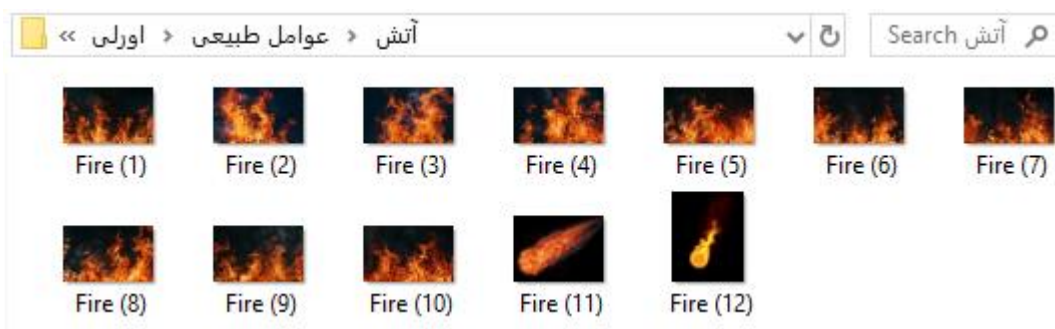 « اورلی › عوامل طبیعی › آتش
Search آتش
Fire (1) Fire (2) Fire (3) Fire (4) Fire (5) Fire (6) Fire (7)
Fire (8) Fire (9) Fire (10) Fire (11) Fire (12)